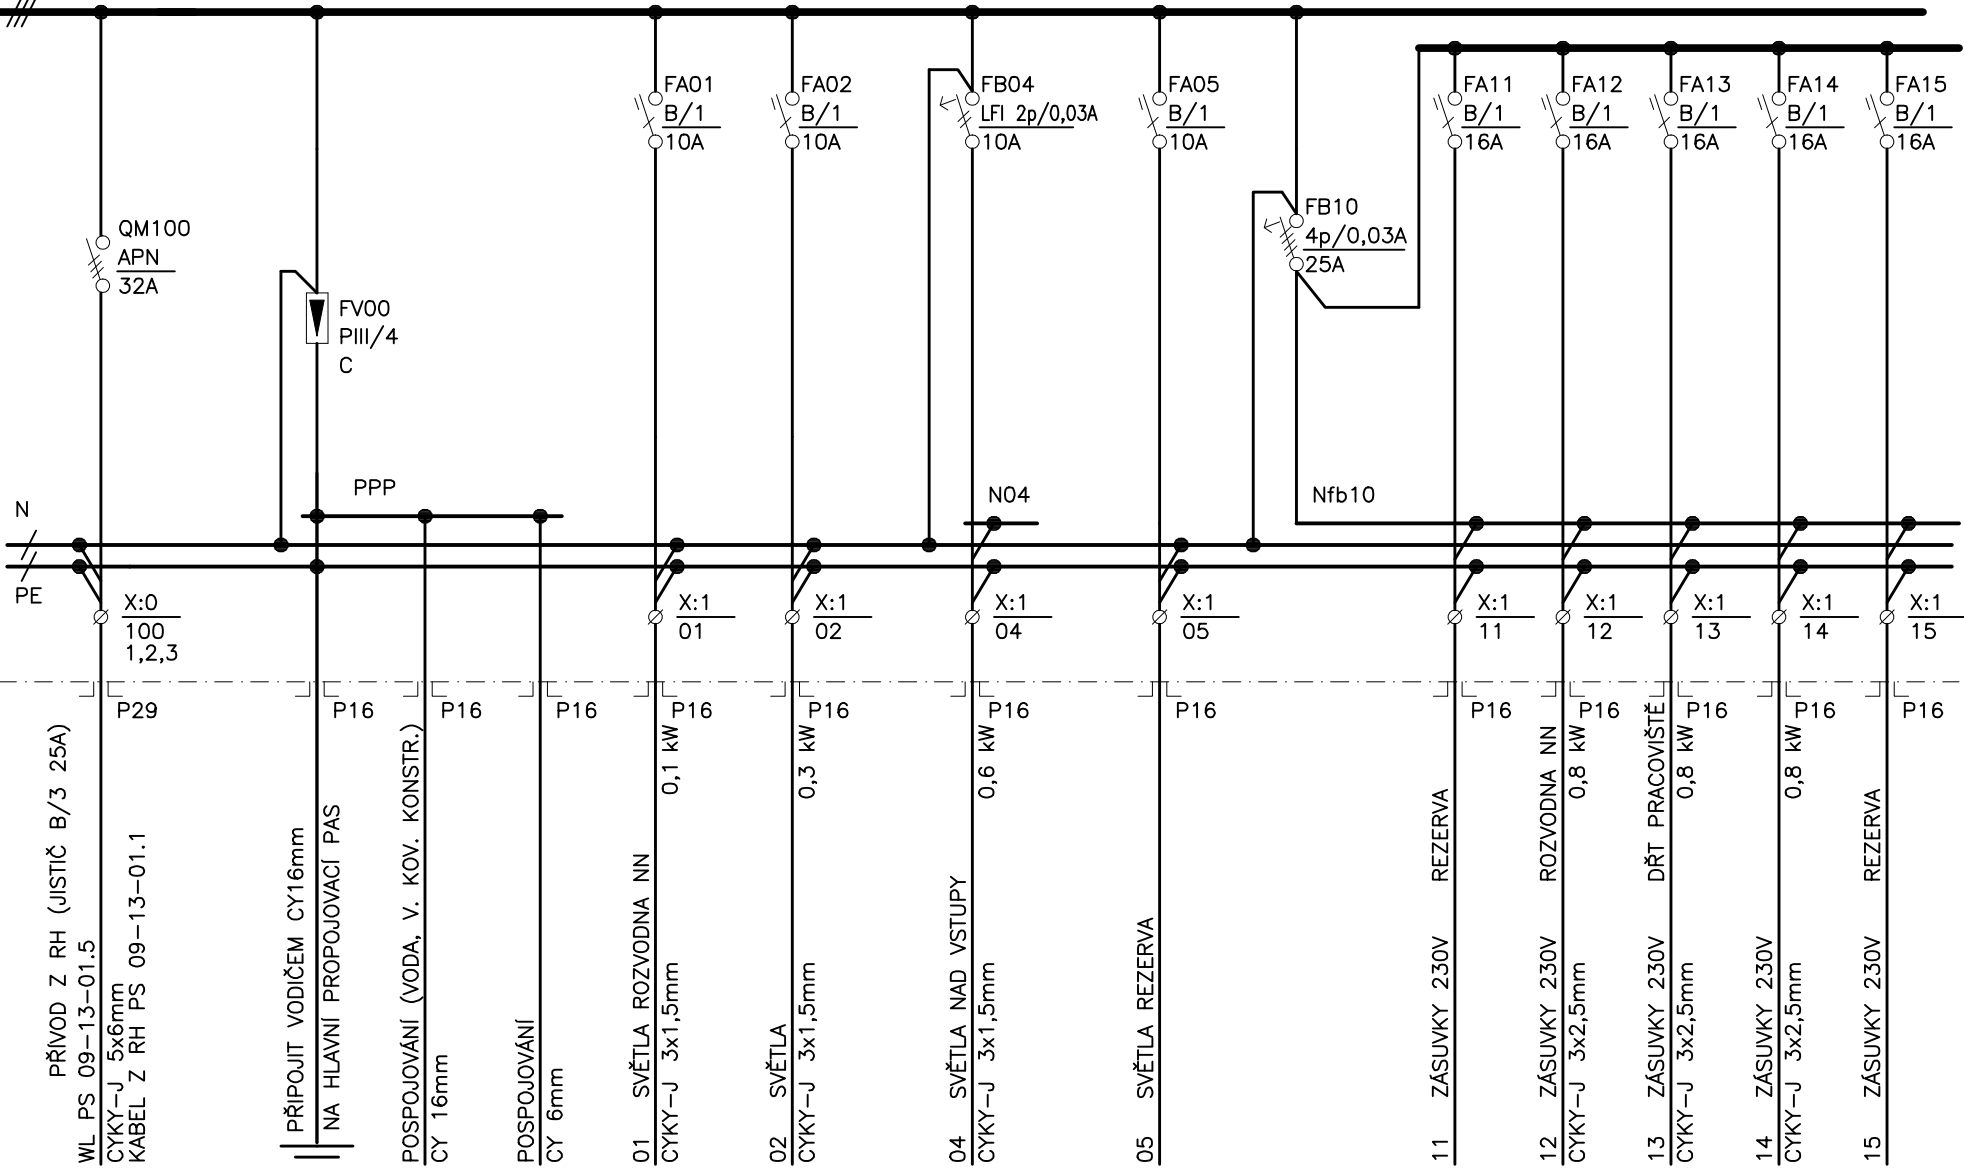 FA01
B/1
10A
FA02
B/1
10A
FB04
LFI 2p/0,03A
10A
FA05
B/1
10A
FA11
B/1
16A
FA12
B/1
16A
FA13
B/1
16A
FA14
B/1
16A
FA15
B/1
16A
QM100
APN
32A
FB10
4p/0,03A
25A
FV00
PIII/4
C
N
PPP
N04
Nfb10
PE
X:0
100
1,2,3
X:1
01
X:1
02
X:1
04
X:1
05
X:1
11
X:1
12
X:1
13
X:1
14
X:1
15
P29
P16
P16
P16
P16
P16
P16
P16
P16
P16
P16
P16
P16
PŘÍVOD Z RH (JISTIČ B/3 25A)
WL PS 09-13-01.5
CYKY-J 5x6mm
KABEL Z RH PS 09-13-01.1
PŘIPOJIT VODIČEM CY16mm
NA HLAVNÍ PROPOJOVACÍ PAS
POSPOJOVÁNÍ (VODA, V. KOV. KONSTR.)
CY 16mm
POSPOJOVÁNÍ
CY 6mm
01 SVĚTLA ROZVODNA NN
CYKY-J 3x1,5mm 0,1 kW
02 SVĚTLA
CYKY-J 3x1,5mm 0,3 kW
04 SVĚTLA NAD VSTUPY
CYKY-J 3x1,5mm 0,6 kW
05 SVĚTLA REZERVA
11 ZÁSUVKY 230V REZERVA
12 ZÁSUVKY 230V ROZVODNA NN
CYKY-J 3x2,5mm 0,8 kW
13 ZÁSUVKY 230V DŘT PRACOVIŠTĚ
CYKY-J 3x2,5mm 0,8 kW
14 ZÁSUVKY 230V
CYKY-J 3x2,5mm 0,8 kW
15 ZÁSUVKY 230V REZERVA